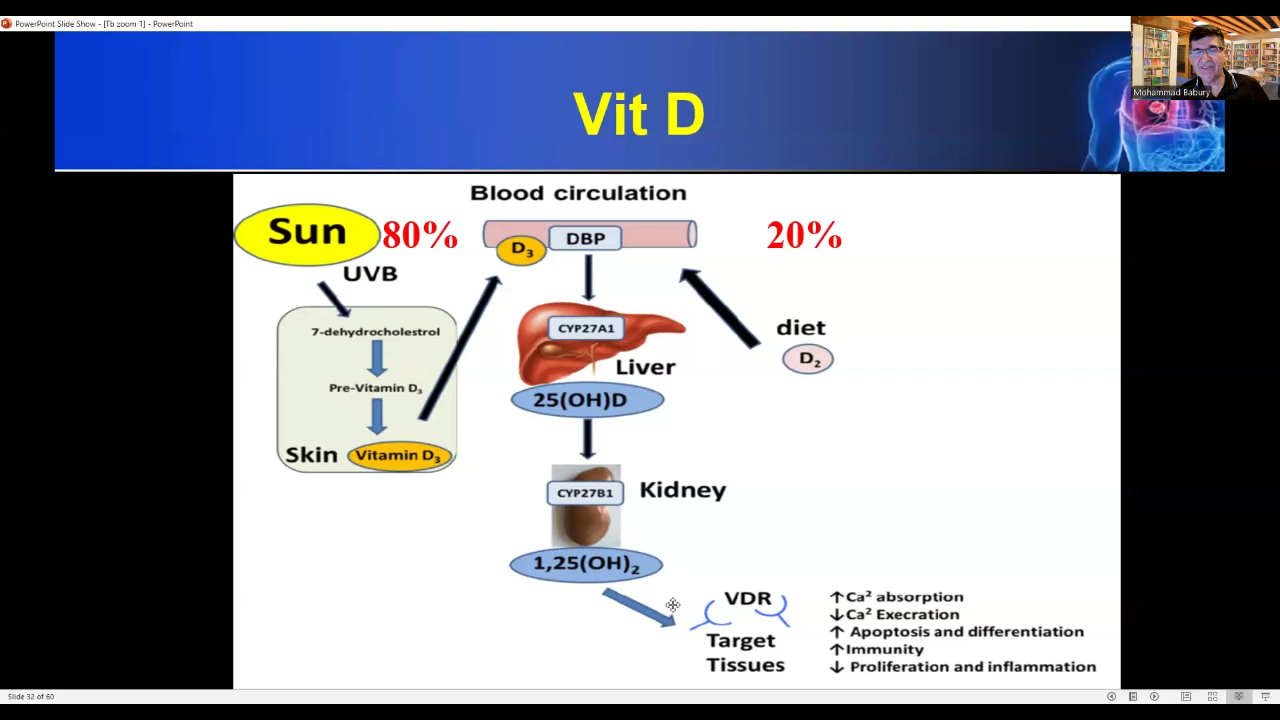 PowerPoint Slide Show - [Tb zoom 1] - PowerPoint
Mohammad Babury
Vit D
Blood circulation
Sun
80%
D₃
DBP
20%
UVB
7-dehydrocholestrol
Pre-Vitamin D₃
Skin
Vitamin D₃
CYP27A1
Liver
25(OH)D
diet
D₂
CYP27B1
Kidney
1,25(OH)₂
VDR
Target
Tissues
↑Ca² absorption
↓Ca² Execration
↑ Apoptosis and differentiation
↑Immunity
↓ Proliferation and inflammation
Slide 32 of 60